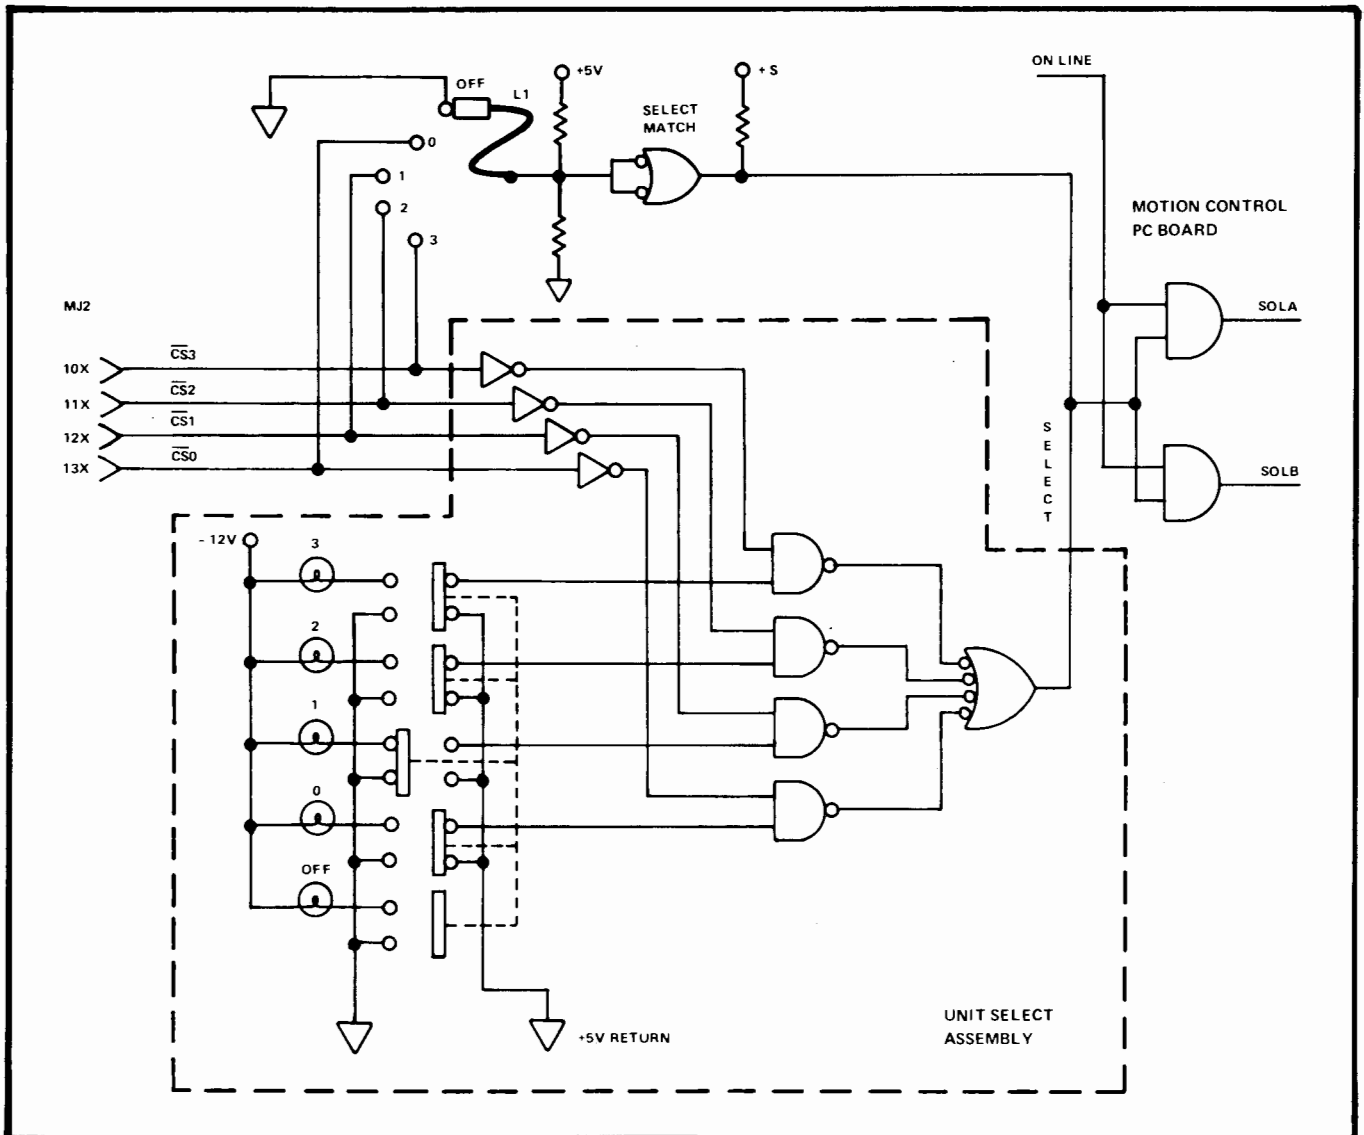 +5V
+ S
ON LINE
OFF
L1
SELECT
MATCH
0
1
2
3
MOTION CONTROL
PC BOARD
SOLA
SOLB
MJ2
10X
CS3
11X
CS2
12X
CS1
13X
CS0
SELECT
- 12V
3
2
1
0
OFF
+5V RETURN
UNIT SELECT
ASSEMBLY